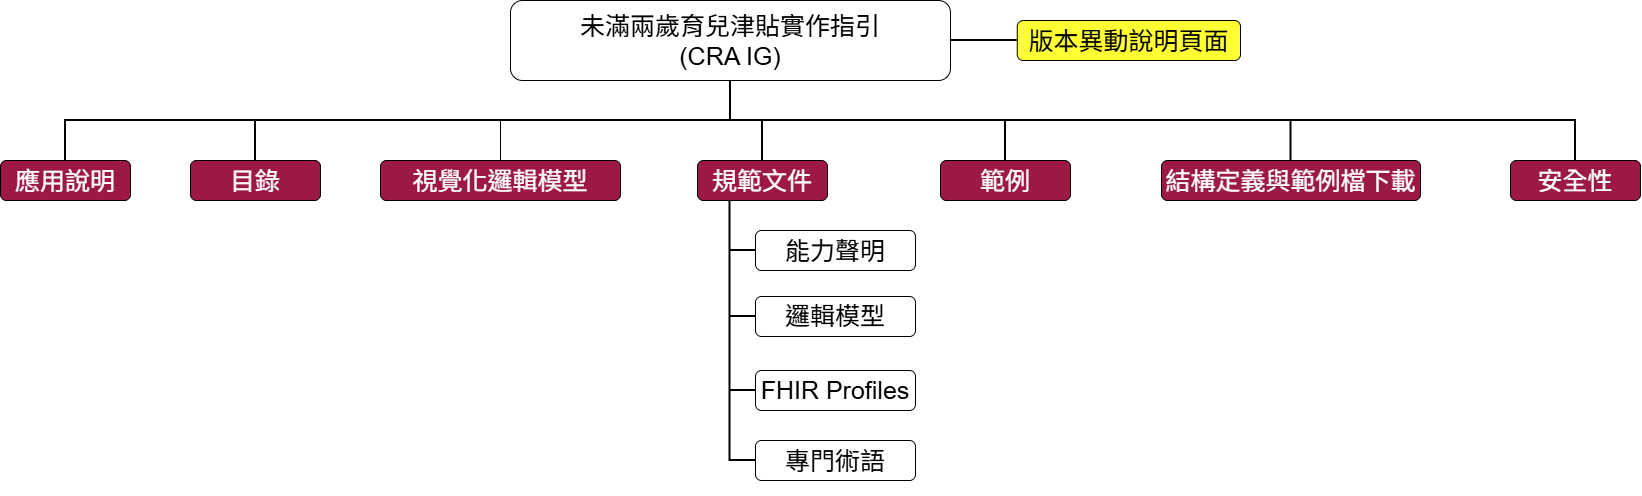 未滿兩歲育兒津貼實作指引
(CRA IG)
版本異動說明頁面
應用說明
目錄
視覺化邏輯模型
規範文件
範例
結構定義與範例檔下載
安全性
能力聲明
邏輯模型
FHIR Profiles
專門術語